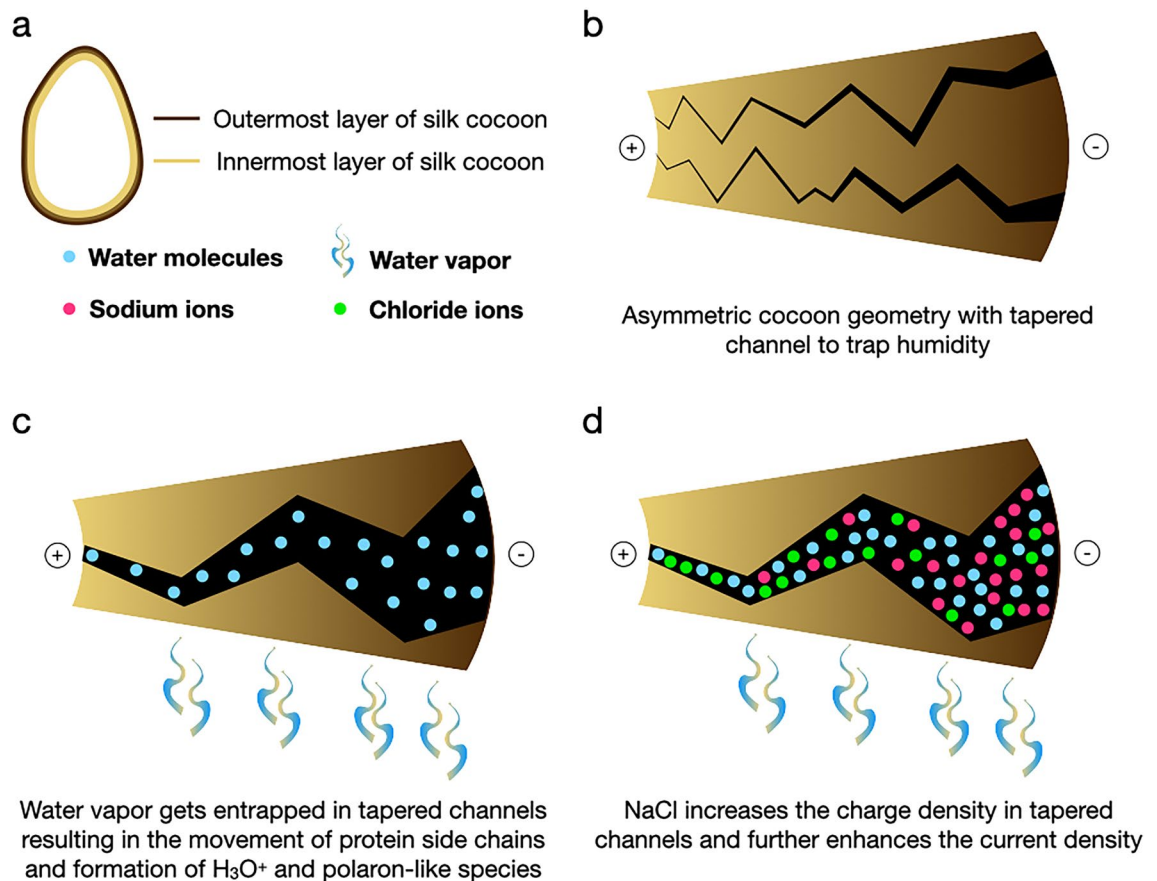 a
Outermost layer of silk cocoon
Innermost layer of silk cocoon
Water molecules
Water vapor
Sodium ions
Chloride ions
b
+
-
Asymmetric cocoon geometry with tapered
channel to trap humidity
c
+
-
Water vapor gets entrapped in tapered channels
resulting in the movement of protein side chains
and formation of H₃O⁺ and polaron-like species
d
+
-
NaCl increases the charge density in tapered
channels and further enhances the current density